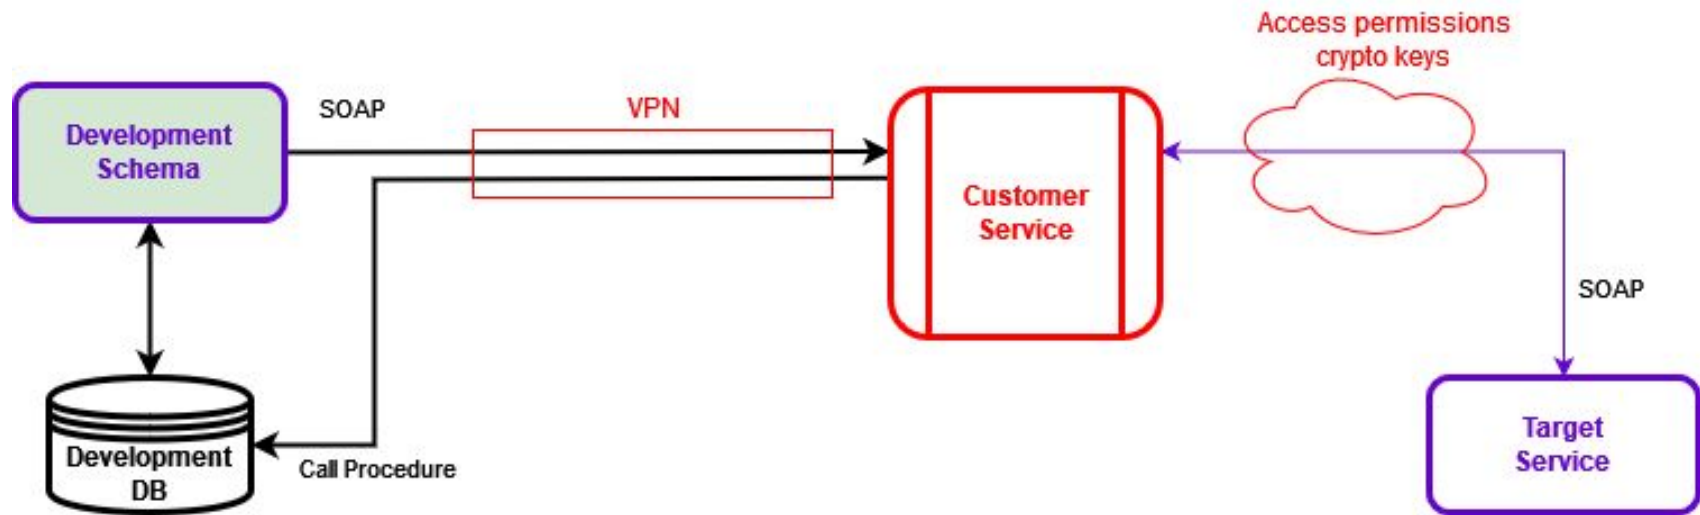 Access permissions
crypto keys
SOAP
VPN
Development
Schema
Customer
Service
SOAP
Target
Service
Development
DB
Call Procedure